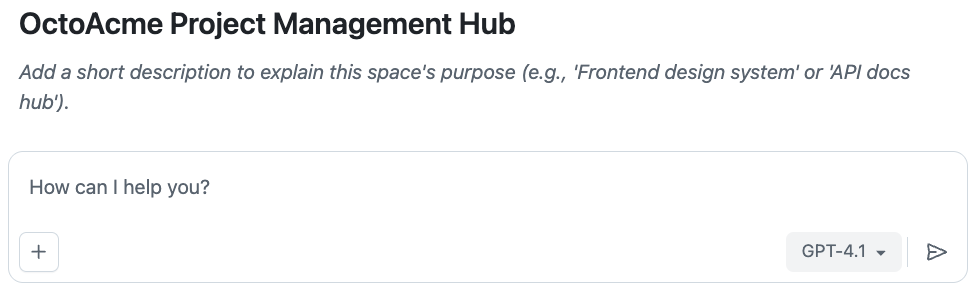 OctoAcme Project Management Hub
Add a short description to explain this space's purpose (e.g., 'Frontend design system' or 'API docs
hub').
How can I help you?
GPT-4.1